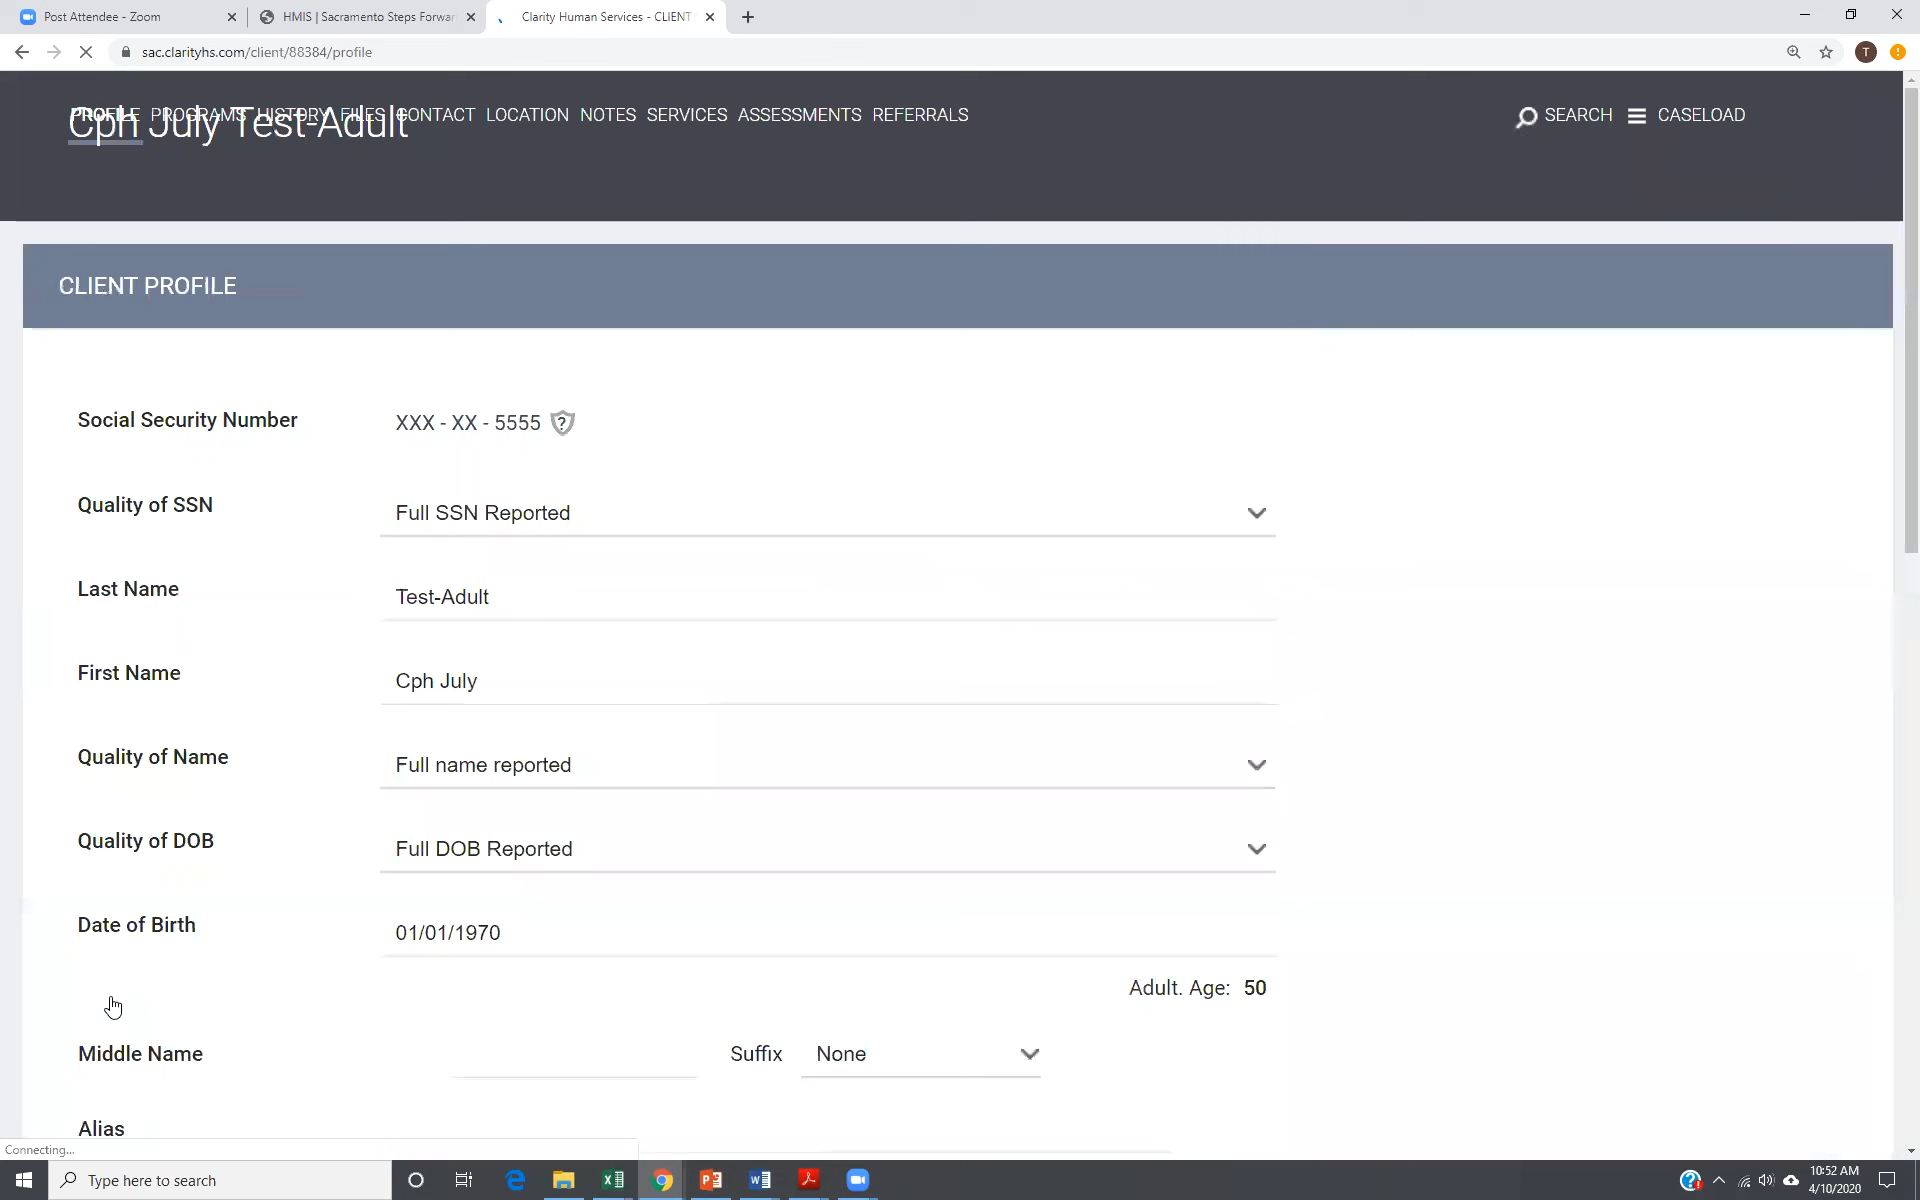 Post Attendee - Zoom
HMIS | Sacramento Steps Forwar
Clarity Human Services - CLIENT
sac.clarityhs.com/client/88384/profile
T
Cph July Test-Adult
PROFILE PROGRAMS HISTORY FILES CONTACT LOCATION NOTES SERVICES ASSESSMENTS REFERRALS
SEARCH CASELOAD
CLIENT PROFILE
Social Security Number
XXX - XX - 5555
Quality of SSN
Full SSN Reported
Last Name
Test-Adult
First Name
Cph July
Quality of Name
Full name reported
Quality of DOB
Full DOB Reported
Date of Birth
01/01/1970
Adult. Age: 50
Middle Name
Suffix
None
Alias
Connecting...
Type here to search
10:52 AM
4/10/2020